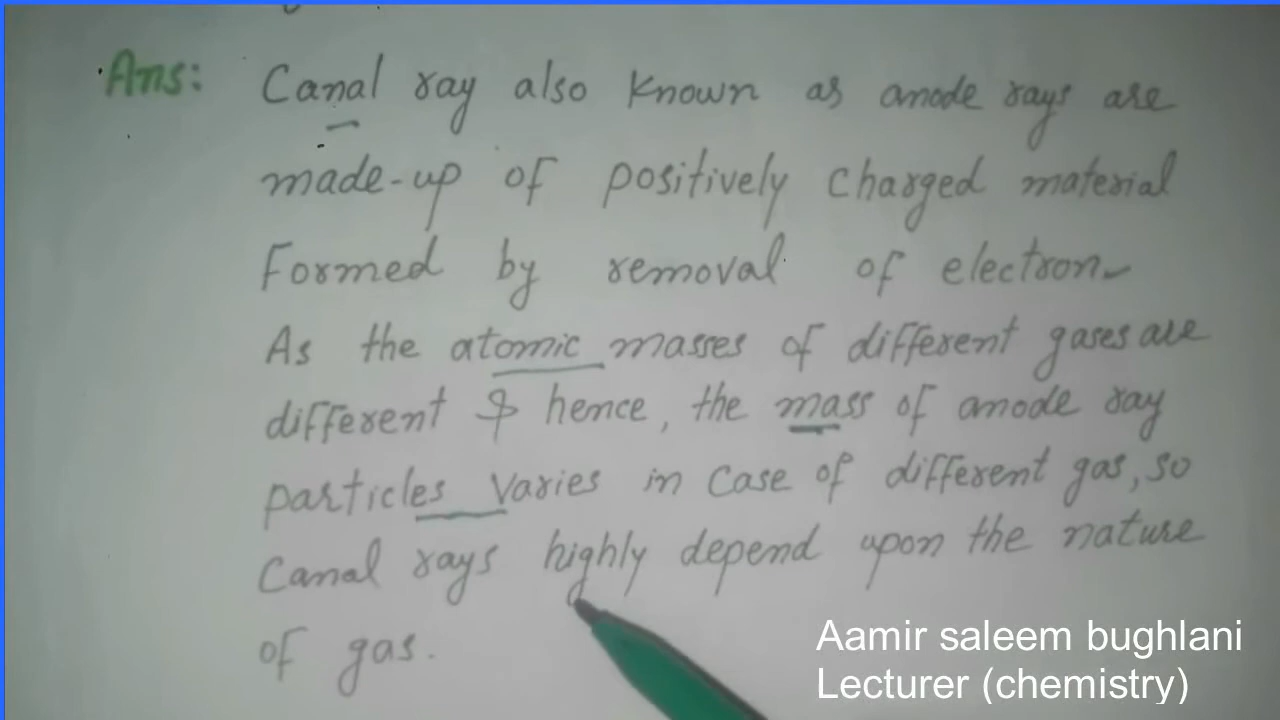 Ans: Canal ray also known as anode rays are
made-up of positively charged material
Formed by removal of electron
As the atomic masses of different gases are
different & hence, the mass of anode ray
particles varies in case of different gas, so
Canal rays highly depend upon the nature
of gas.
Aamir saleem bughlani
Lecturer (chemistry)